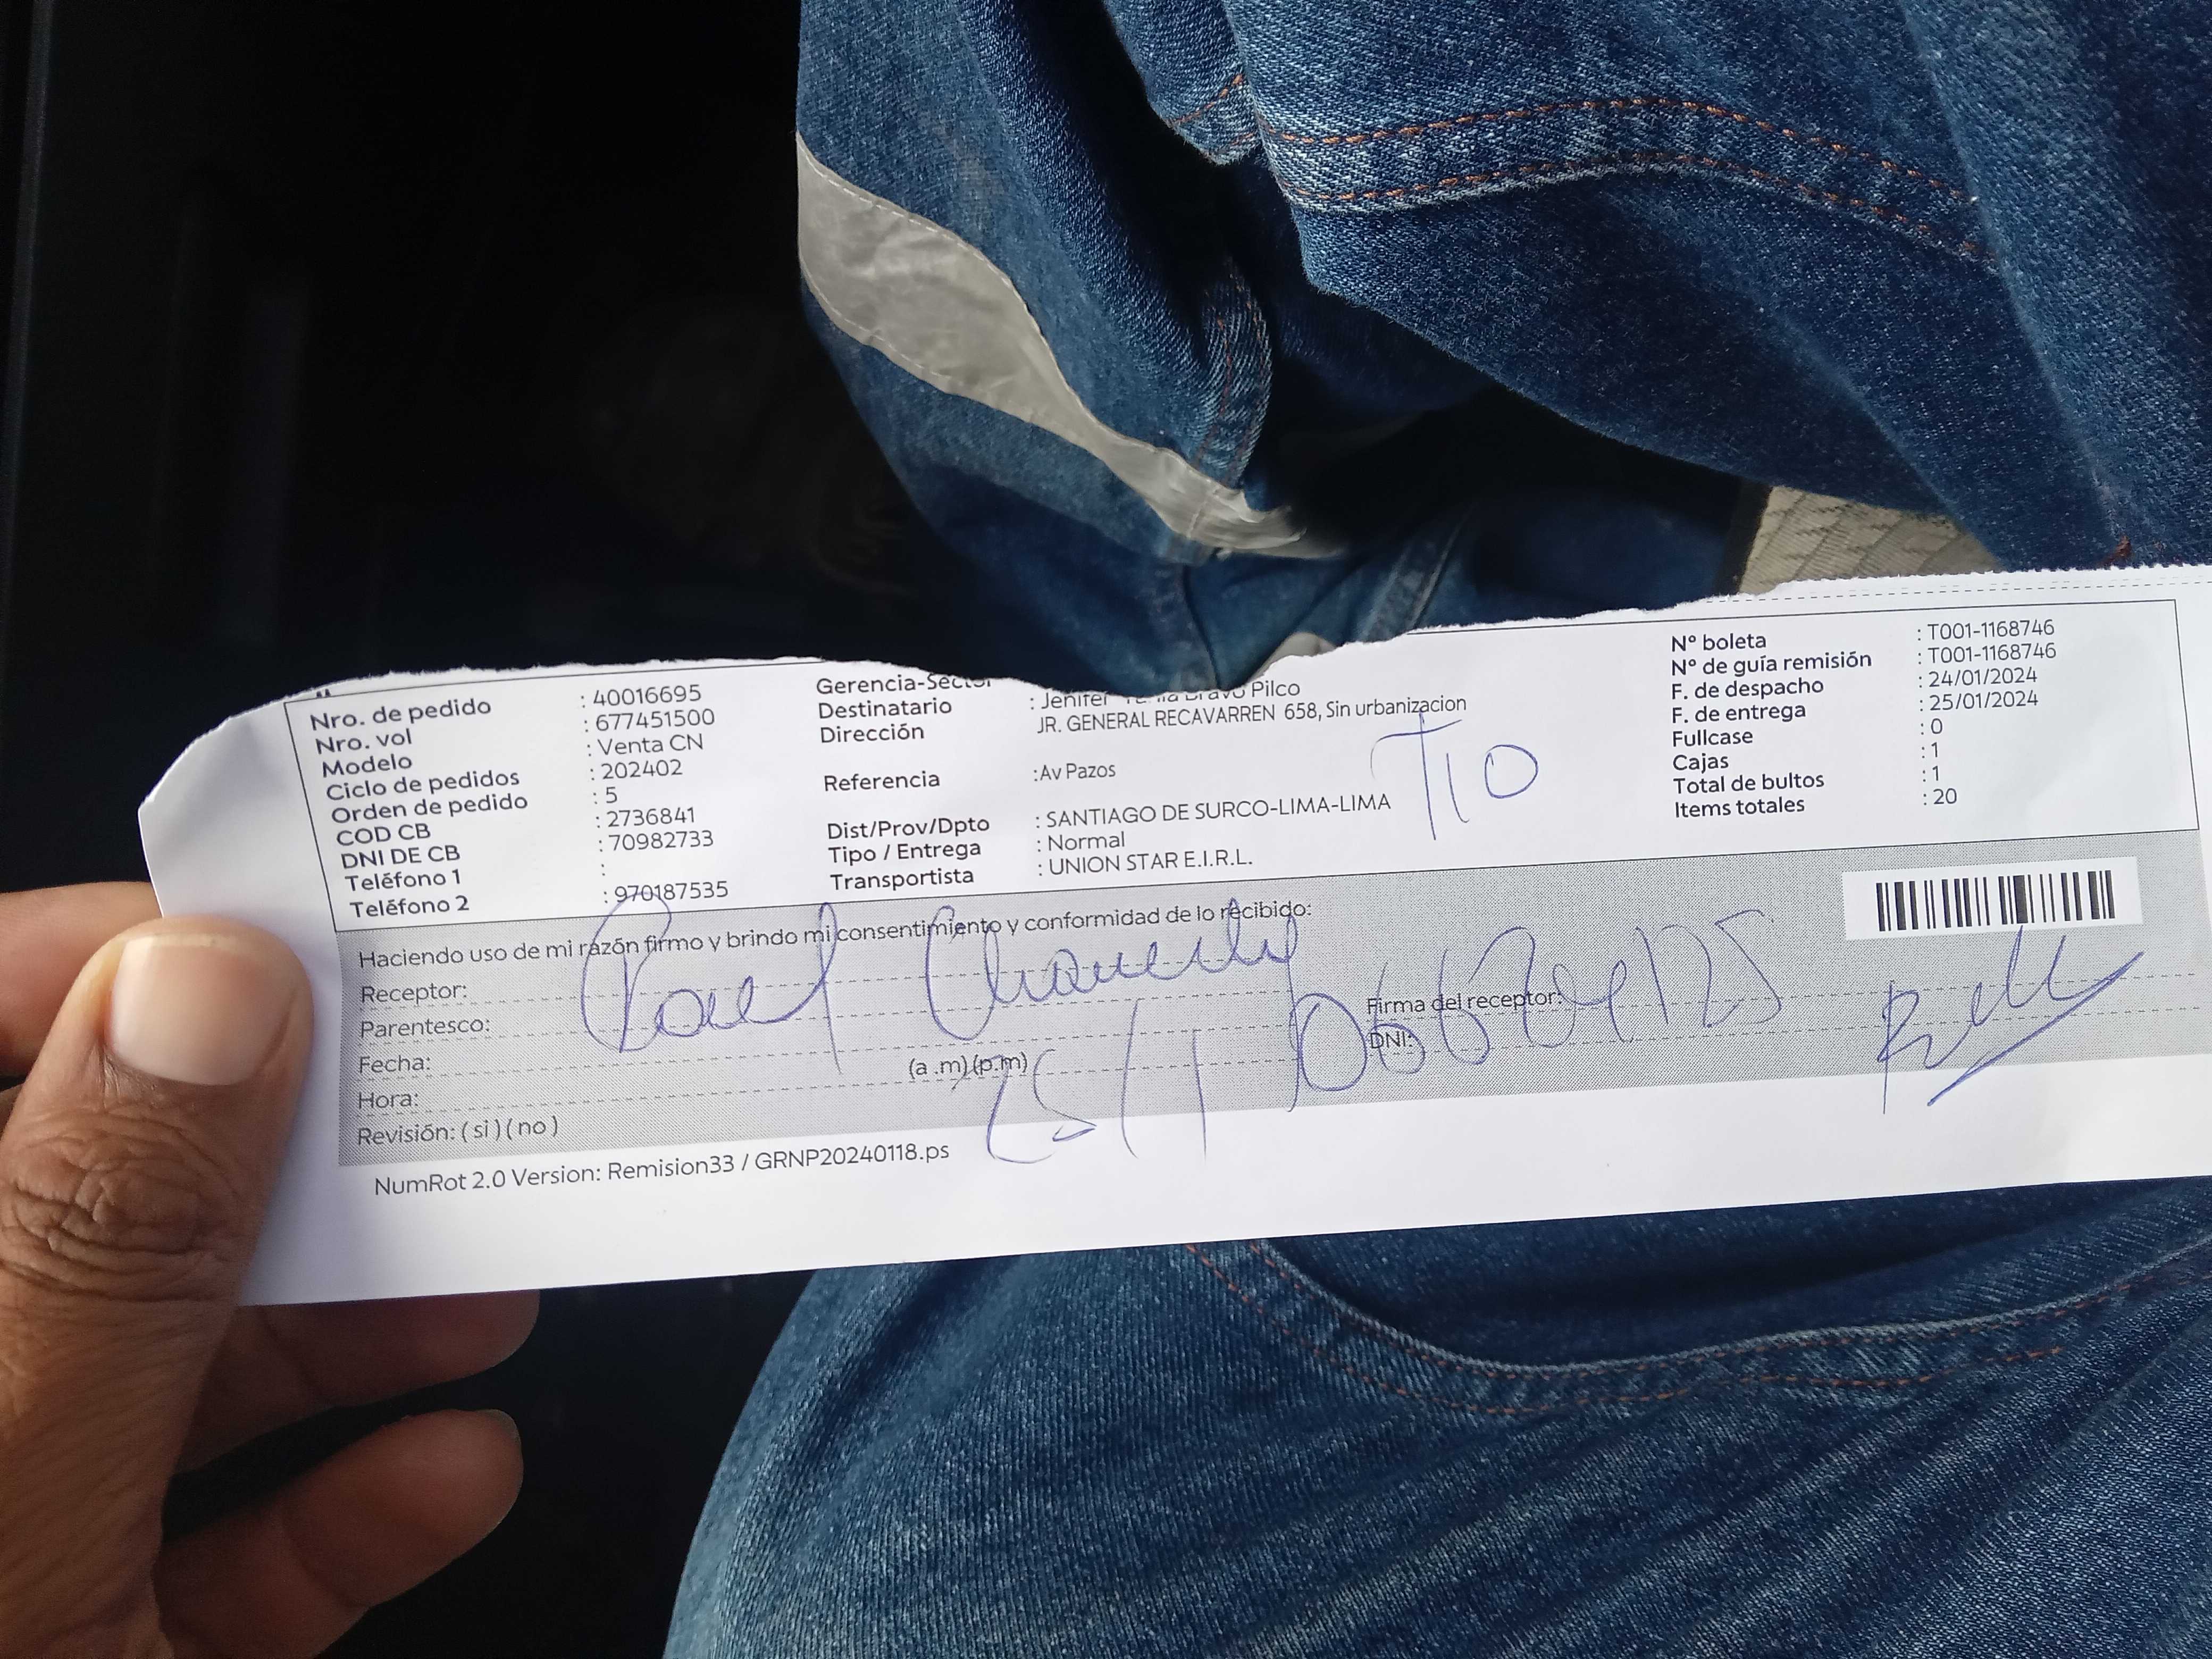 Nro. de pedido : 40016695
Nro. vol : 677451500
Modelo : Venta CN
Ciclo de pedidos : 202402
Orden de pedido : 5
COD CB : 2736841
DNI DE CB : 70982733
Teléfono 1 :
Teléfono 2 : 970187535
Gerencia-Sector
Destinatario : Jenifer Bravo Pilco
Dirección JR. GENERAL RECAVARREN 658, Sin urbanizacion
Referencia :Av Pazos
Dist/Prov/Dpto : SANTIAGO DE SURCO-LIMA-LIMA
Tipo / Entrega : Normal
Transportista : UNION STAR E.I.R.L.
TIO
Nº boleta : T001-1168746
Nº de guía remisión : T001-1168746
F. de despacho : 24/01/2024
F. de entrega : 25/01/2024
Fullcase : 0
Cajas : 1
Total de bultos : 1
Items totales : 20
Haciendo uso de mi razón firmo y brindo mi consentimiento y conformidad de lo recibido:
Receptor:
Parentesco:
Fecha:
Hora: (a .m) (p.m)
Revisión: ( si ) ( no )
Firma del receptor:
DNI:
25/1
NumRot 2.0 Version: Remision33 / GRNP20240118.ps